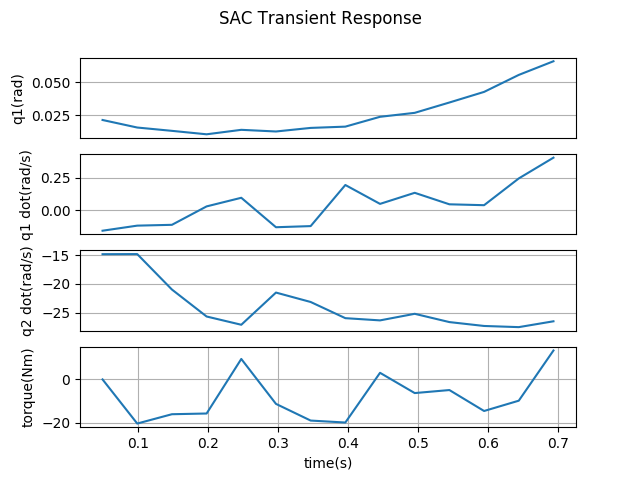 SAC Transient Response
q1(rad)
0.050
0.025
q1 dot(rad/s)
0.25
0.00
q2 dot(rad/s)
−15
−20
−25
torque(Nm)
0
−20
0.1 0.2 0.3 0.4 0.5 0.6 0.7
time(s)